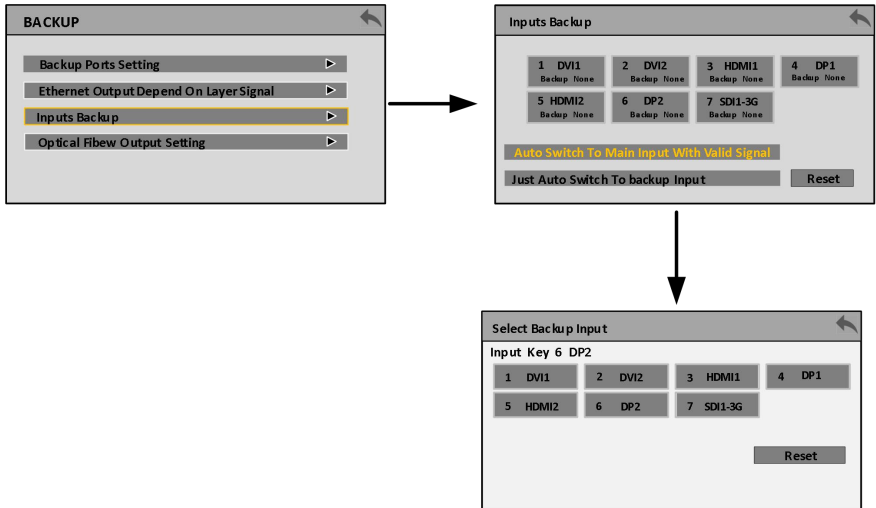 BACKUP
Backup Ports Setting
Ethernet Output Depend On Layer Signal
Inputs Backup
Optical Fibew Output Setting
Inputs Backup
1 DVI1
Backup None
2 DVI2
Backup None
3 HDMI1
Backup None
4 DP1
Backup None
5 HDMI2
Backup None
6 DP2
Backup None
7 SDI1-3G
Backup None
Auto Switch To Main Input With Valid Signal
Just Auto Switch To backup Input
Reset
Select Backup Input
Input Key 6 DP2
1 DVI1
2 DVI2
3 HDMI1
4 DP1
5 HDMI2
6 DP2
7 SDI1-3G
Reset